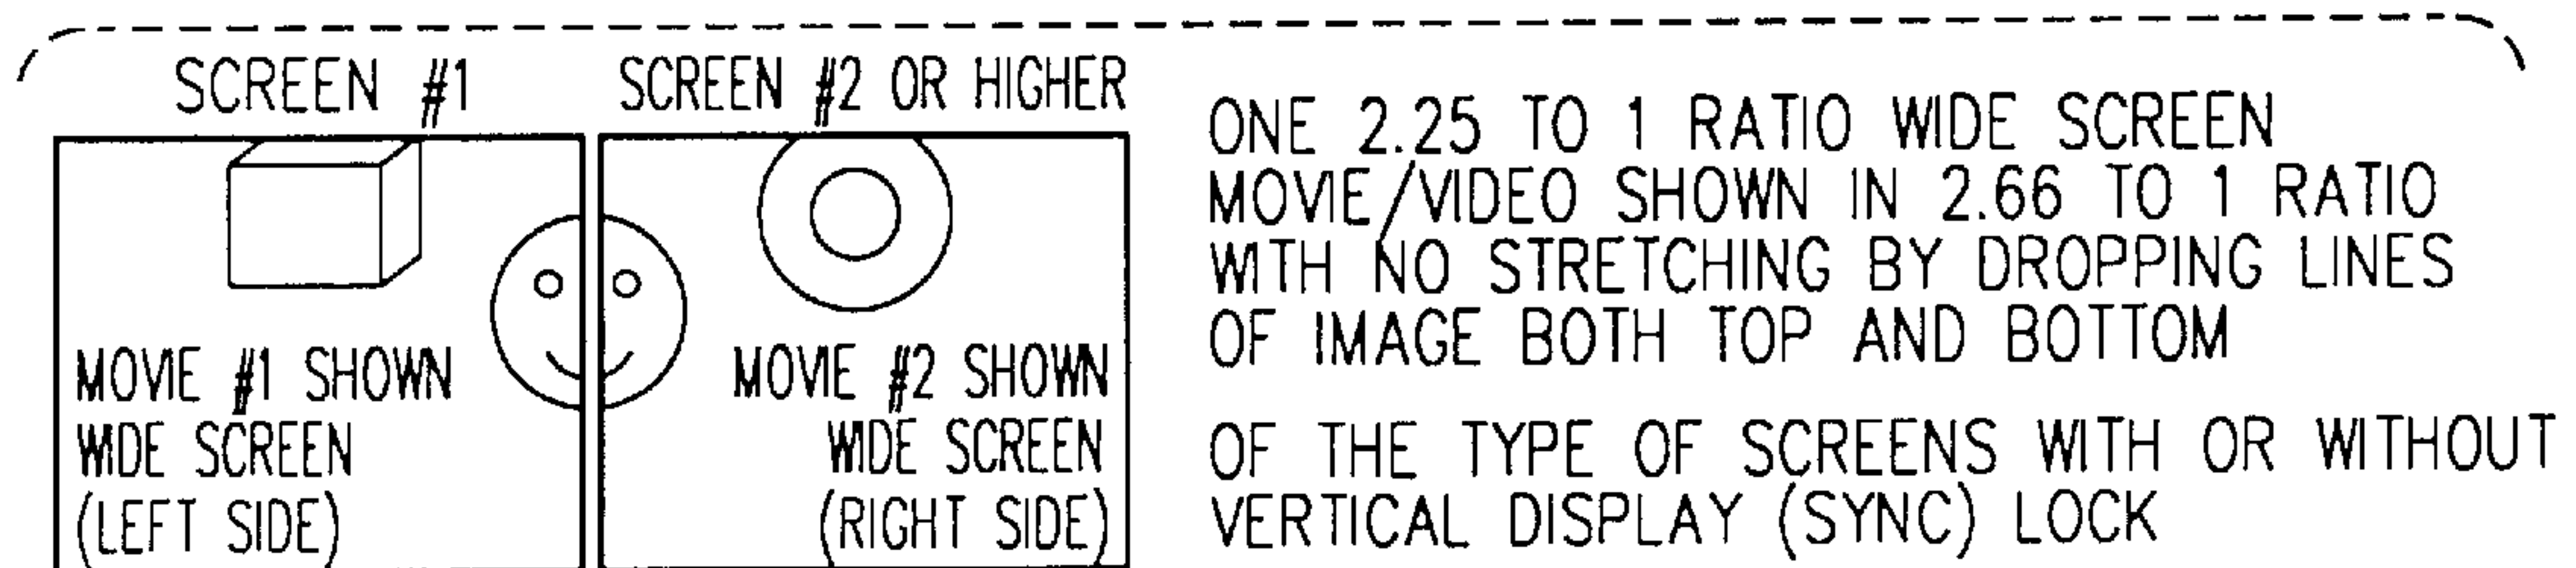 SCREEN #1
SCREEN #2 OR HIGHER
MOVIE #1 SHOWN
WIDE SCREEN
(LEFT SIDE)
MOVIE #2 SHOWN
WIDE SCREEN
(RIGHT SIDE)
ONE 2.25 TO 1 RATIO WIDE SCREEN
MOVIE/VIDEO SHOWN IN 2.66 TO 1 RATIO
WITH NO STRETCHING BY DROPPING LINES
OF IMAGE BOTH TOP AND BOTTOM
OF THE TYPE OF SCREENS WITH OR WITHOUT
VERTICAL DISPLAY (SYNC) LOCK